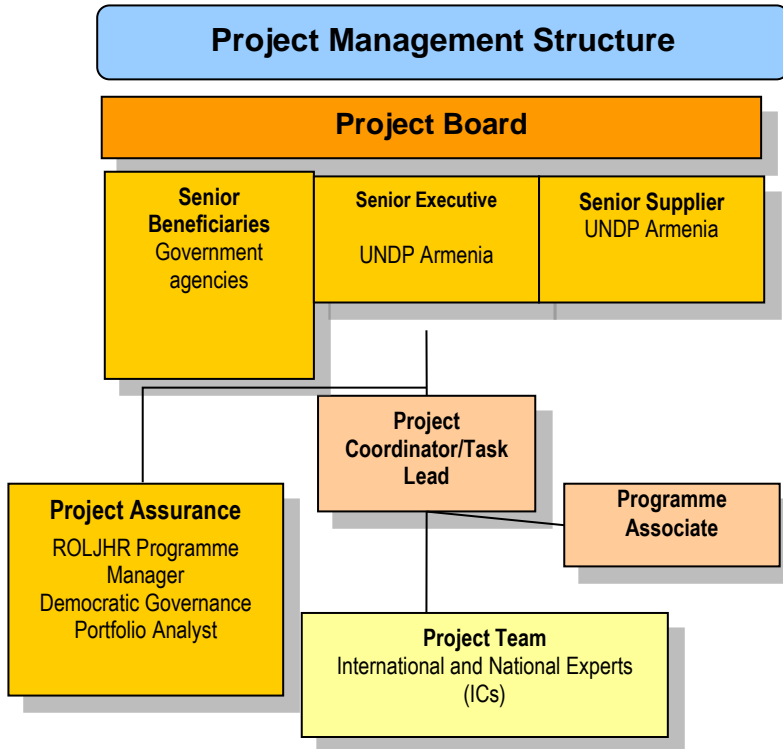 Project Management Structure
Project Board
Senior
Beneficiaries
Government
agencies
Senior Executive
UNDP Armenia
Senior Supplier
UNDP Armenia
Project
Coordinator/Task
Lead
Project Assurance
ROLJHR Programme
Manager
Democratic Governance
Portfolio Analyst
Programme
Associate
Project Team
International and National Experts
(ICs)